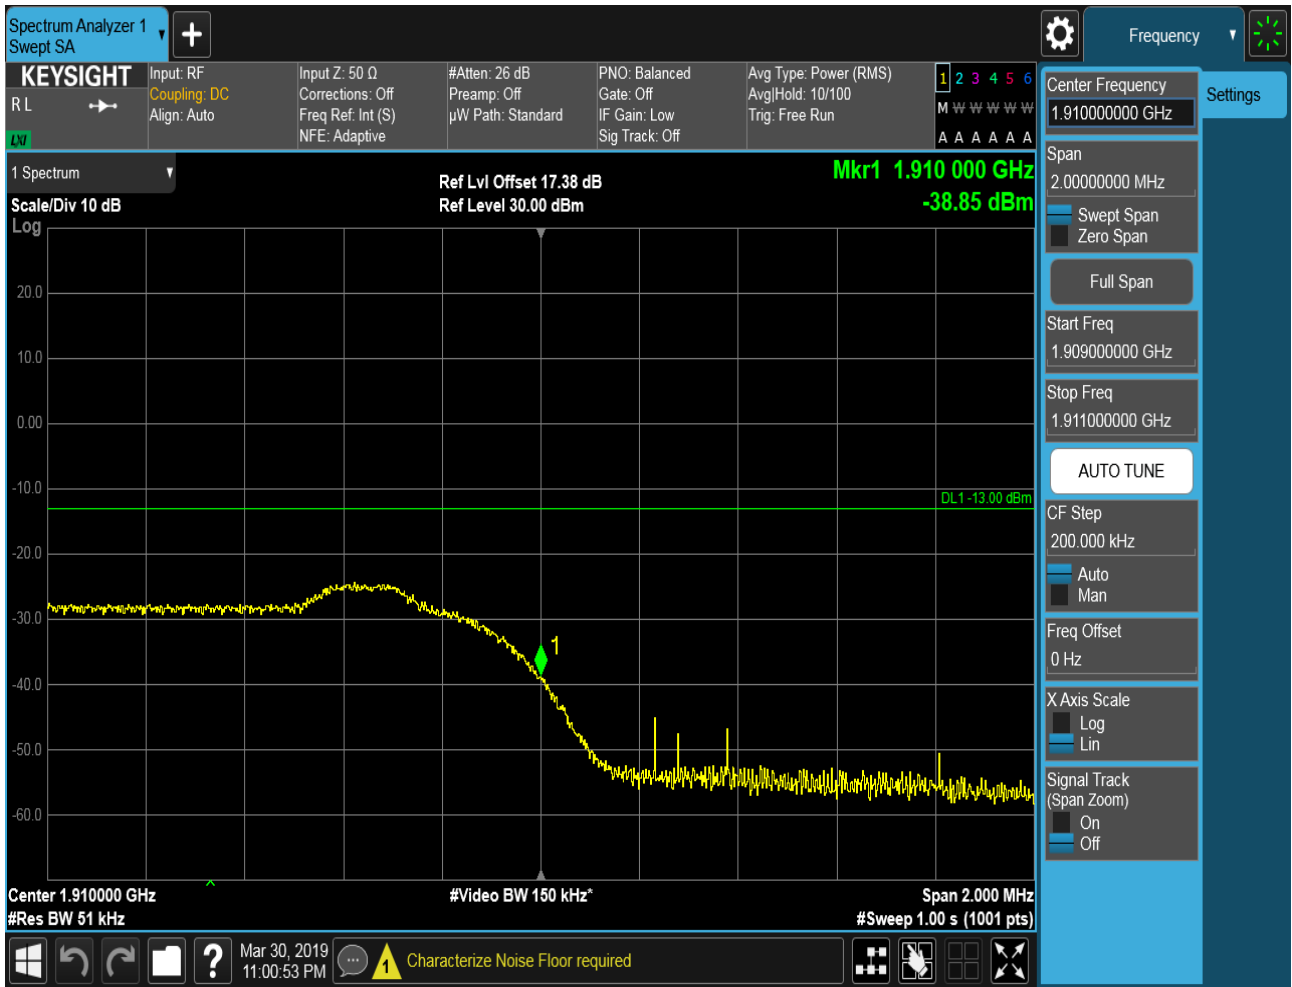 Spectrum Analyzer 1
Swept SA
Frequency
KEYSIGHT
R L
LXI
Input: RF
Coupling: DC
Align: Auto
Input Z: 50 Ω
Corrections: Off
Freq Ref: Int (S)
NFE: Adaptive
#Atten: 26 dB
Preamp: Off
µW Path: Standard
PNO: Balanced
Gate: Off
IF Gain: Low
Sig Track: Off
Avg Type: Power (RMS)
Avg|Hold: 10/100
Trig: Free Run
1 2 3 4 5 6
M W W W W W
A A A A A A
1 Spectrum
Scale/Div 10 dB
Log
Ref Lvl Offset 17.38 dB
Ref Level 30.00 dBm
Mkr1 1.910 000 GHz
-38.85 dBm
20.0
10.0
0.00
-10.0
DL1 -13.00 dBm
-20.0
-30.0
1
-40.0
-50.0
-60.0
Center 1.910000 GHz
#Video BW 150 kHz*
Span 2.000 MHz
#Res BW 51 kHz
#Sweep 1.00 s (1001 pts)
Center Frequency
1.910000000 GHz
Settings
Span
2.00000000 MHz
Swept Span
Zero Span
Full Span
Start Freq
1.909000000 GHz
Stop Freq
1.911000000 GHz
AUTO TUNE
CF Step
200.000 kHz
Auto
Man
Freq Offset
0 Hz
X Axis Scale
Log
Lin
Signal Track
(Span Zoom)
On
Off
?
Mar 30, 2019
11:00:53 PM
1
Characterize Noise Floor required